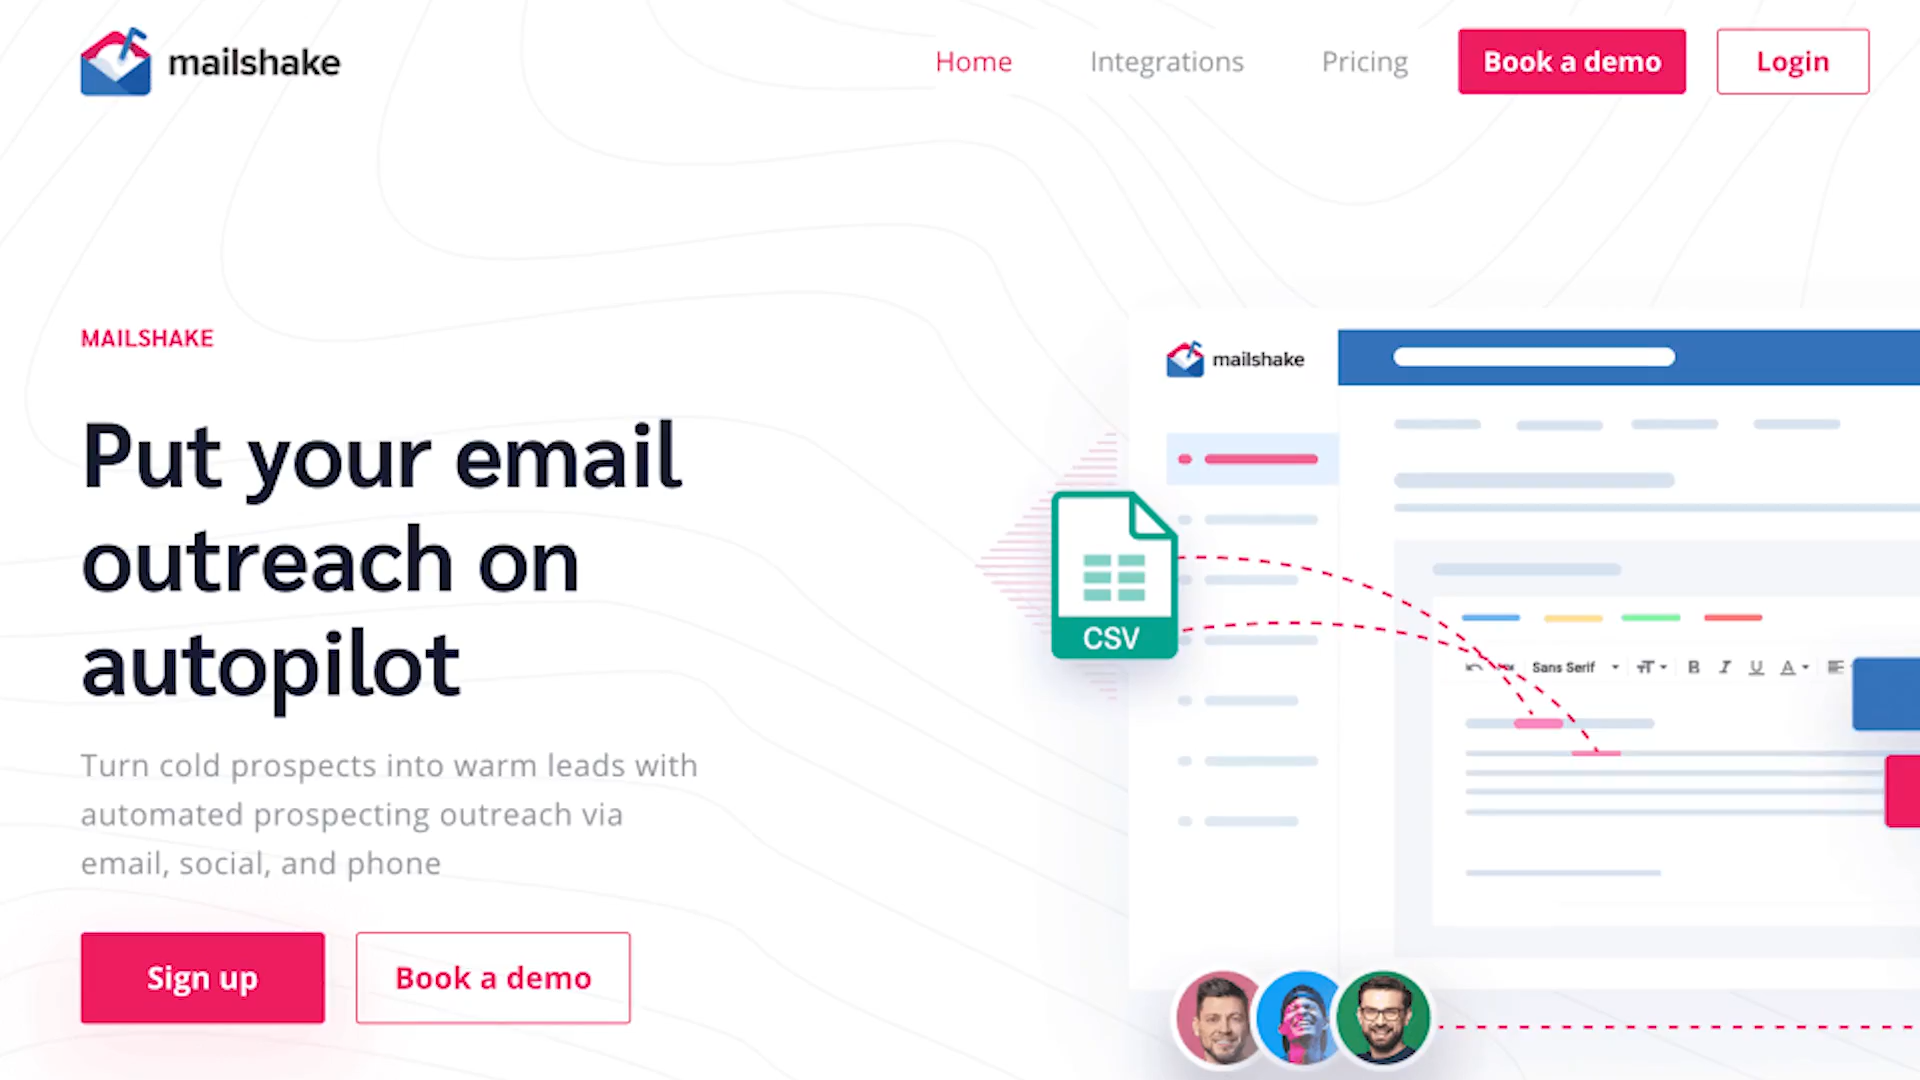 mailshake
Home
Integrations
Pricing
Book a demo
Login
MAILSHAKE
Put your email
outreach on
autopilot
Turn cold prospects into warm leads with
automated prospecting outreach via
email, social, and phone
Sign up
Book a demo
mailshake
CSV
Sans Serif